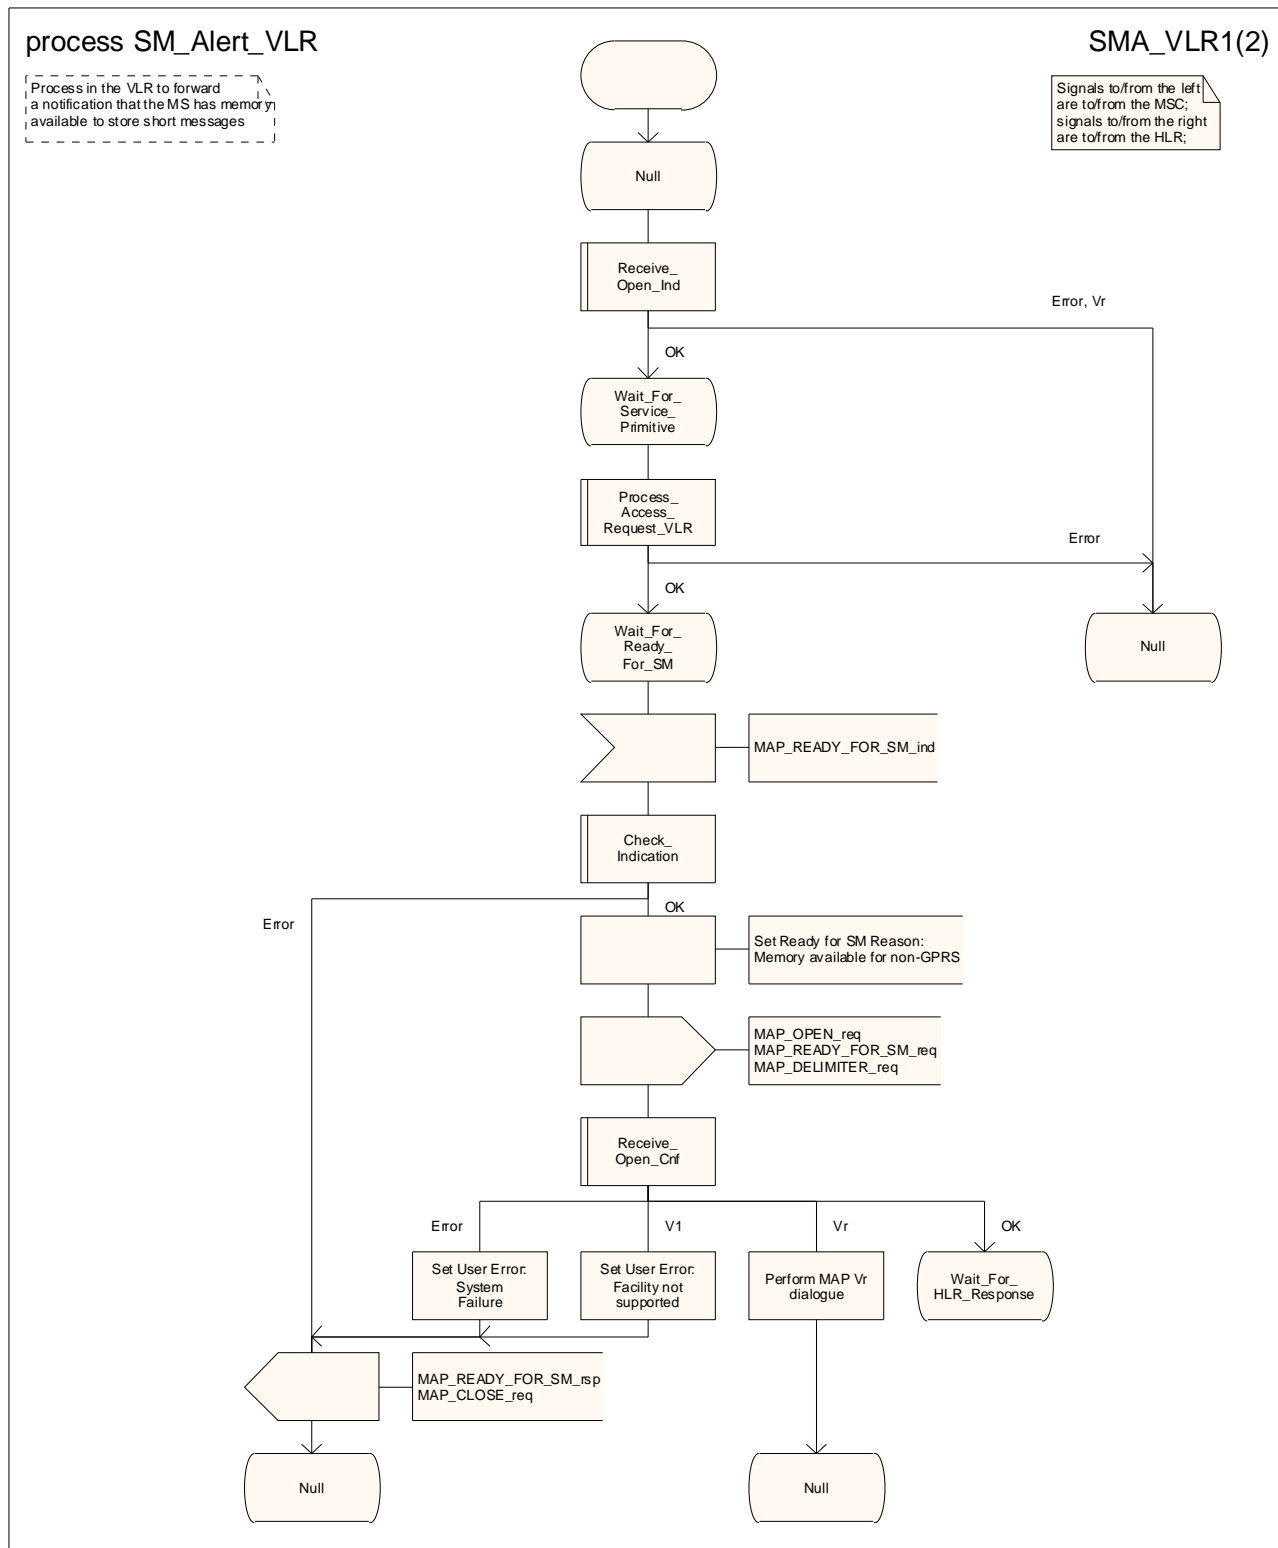 process SM_Alert_VLR
SMA_VLR1(2)
Process in the VLR to forward
a notification that the MS has memory
available to store short messages
Signals to/from the left
are to/from the MSC;
signals to/from the right
are to/from the HLR;
Null
Receive_
Open_Ind
Error, Vr
OK
Wait_For_
Service_
Primitive
Process_
Access_
Request_VLR
Error
OK
Wait_For_
Ready_
For_SM
Null
MAP_READY_FOR_SM_ind
Check_
Indication
Error
OK
Set Ready for SM Reason:
Memory available for non-GPRS
MAP_OPEN_req
MAP_READY_FOR_SM_req
MAP_DELIMITER_req
Receive_
Open_Cnf
Error
V1
Vr
OK
Set User Error:
System
Failure
Set User Error:
Facility not
supported
Perform MAP Vr
dialogue
Wait_For_
HLR_Response
MAP_READY_FOR_SM_rsp
MAP_CLOSE_req
Null
Null